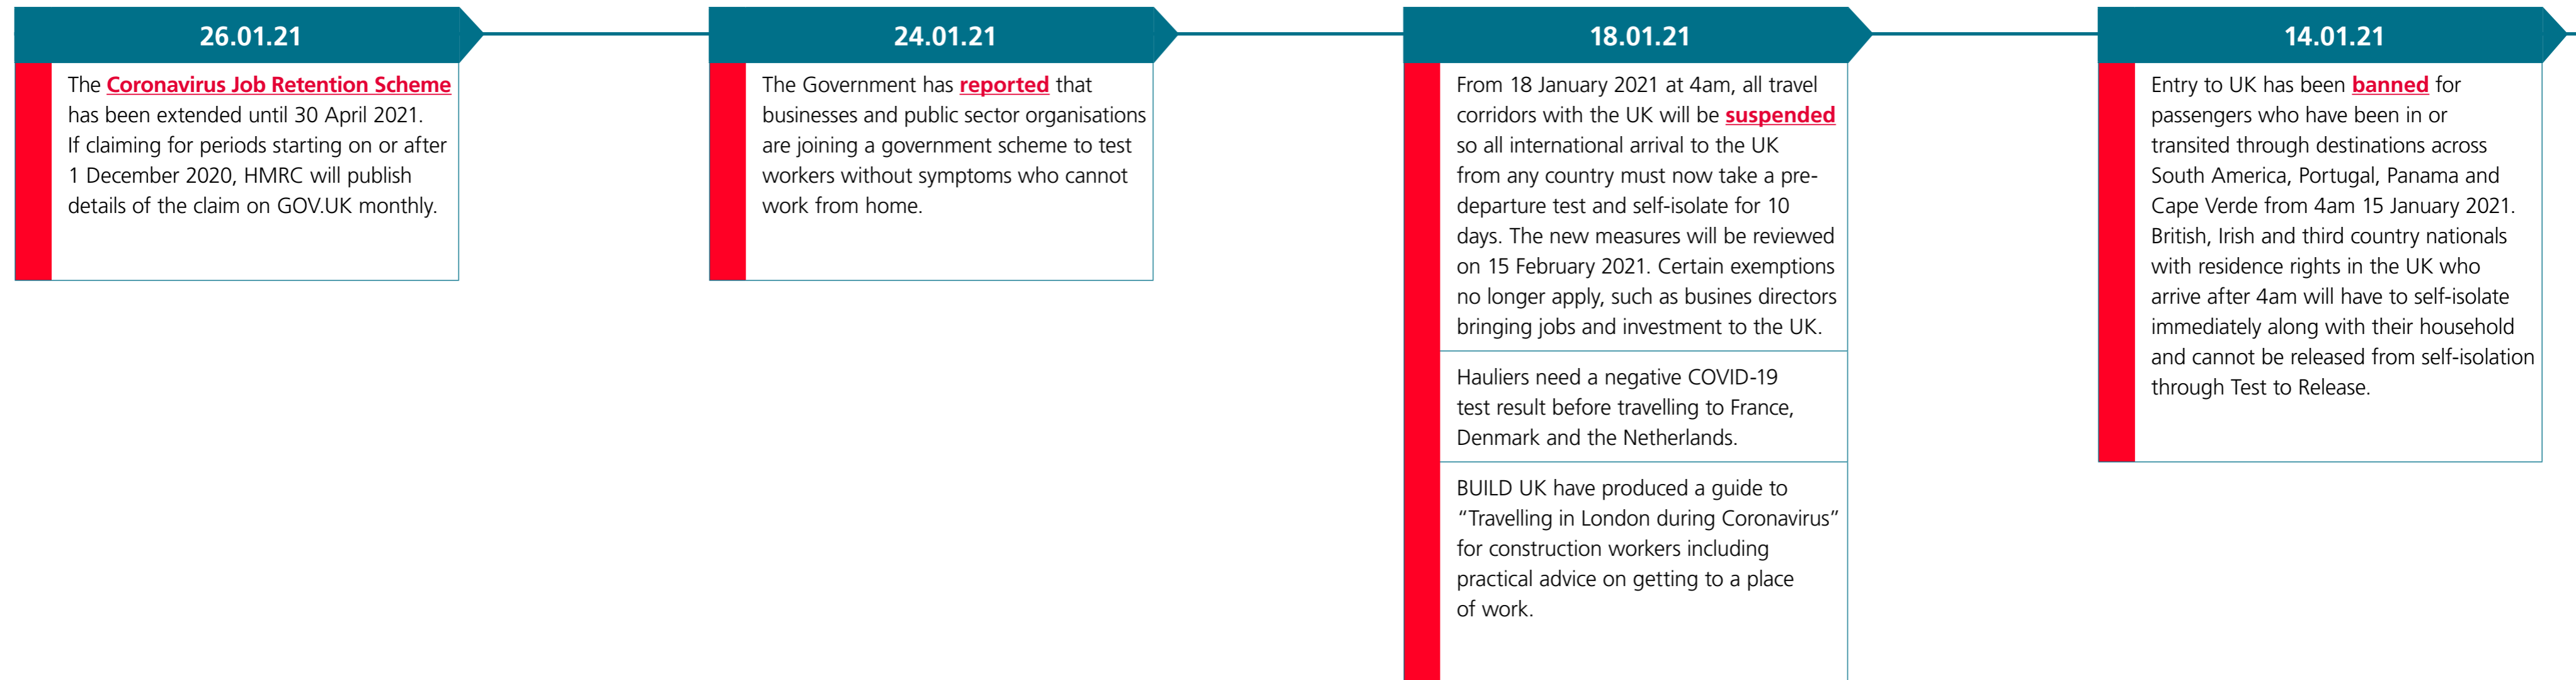 26.01.21
The Coronavirus Job Retention Scheme
has been extended until 30 April 2021.
If claiming for periods starting on or after
1 December 2020, HMRC will publish
details of the claim on GOV.UK monthly.
24.01.21
The Government has reported that
businesses and public sector organisations
are joining a government scheme to test
workers without symptoms who cannot
work from home.
18.01.21
From 18 January 2021 at 4am, all travel
corridors with the UK will be suspended
so all international arrival to the UK
from any country must now take a pre-
departure test and self-isolate for 10
days. The new measures will be reviewed
on 15 February 2021. Certain exemptions
no longer apply, such as busines directors
bringing jobs and investment to the UK.
Hauliers need a negative COVID-19
test result before travelling to France,
Denmark and the Netherlands.
BUILD UK have produced a guide to
“Travelling in London during Coronavirus”
for construction workers including
practical advice on getting to a place
of work.
14.01.21
Entry to UK has been banned for
passengers who have been in or
transited through destinations across
South America, Portugal, Panama and
Cape Verde from 4am 15 January 2021.
British, Irish and third country nationals
with residence rights in the UK who
arrive after 4am will have to self-isolate
immediately along with their household
and cannot be released from self-isolation
through Test to Release.